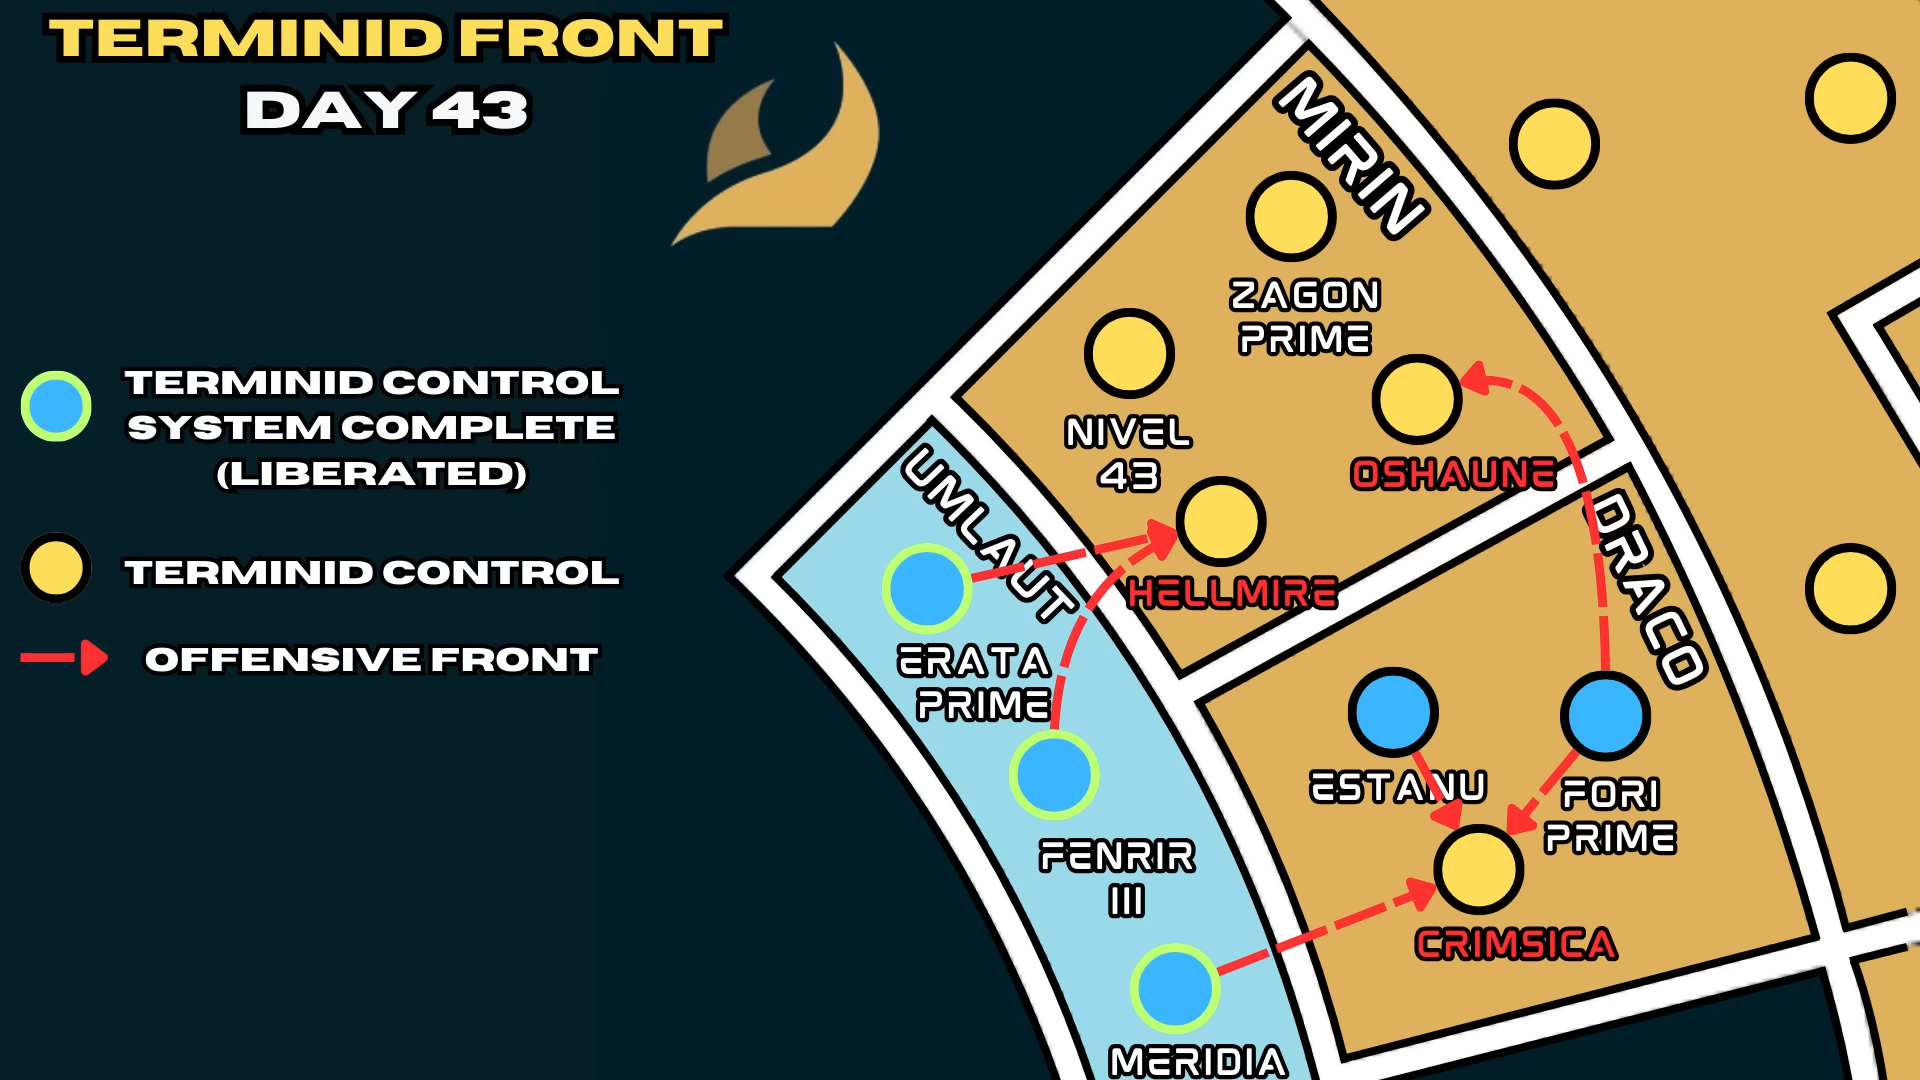 TERMINID FRONT
DAY 43
TERMINID CONTROL
SYSTEM COMPLETE
(LIBERATED)
TERMINID CONTROL
OFFENSIVE FRONT
MIRIN
ZAGON
PRIME
NIVEL
43
OSHAUNE
HELLMIRE
UMLAUT
ERATA
PRIME
FENRIR
III
MERIDIA
DRACO
ESTANU
FORI
PRIME
CRIMSICA